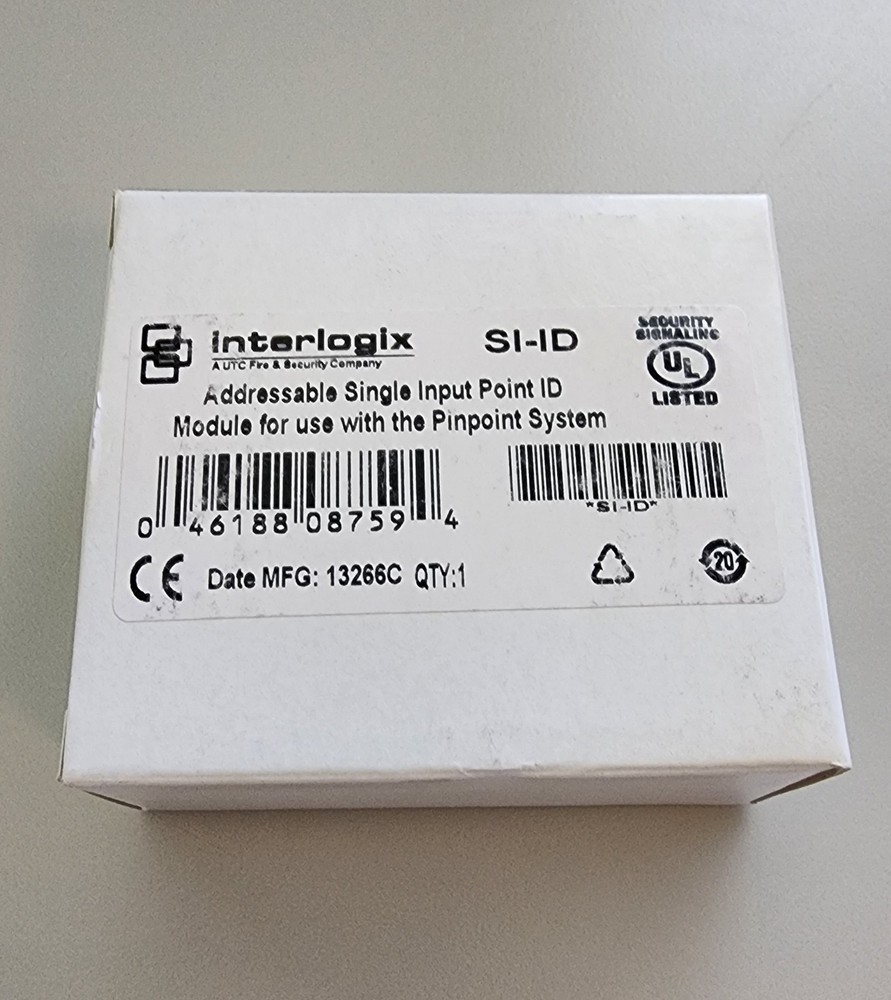 interlogix
A UTC Fire & Security Company
SI-ID
SECURITY
SIGNALING
UL
LISTED
Addressable Single Input Point ID
Module for use with the Pinpoint System
0 46188 08759 4
*SI-ID*
CE Date MFG: 13266C QTY:1
20